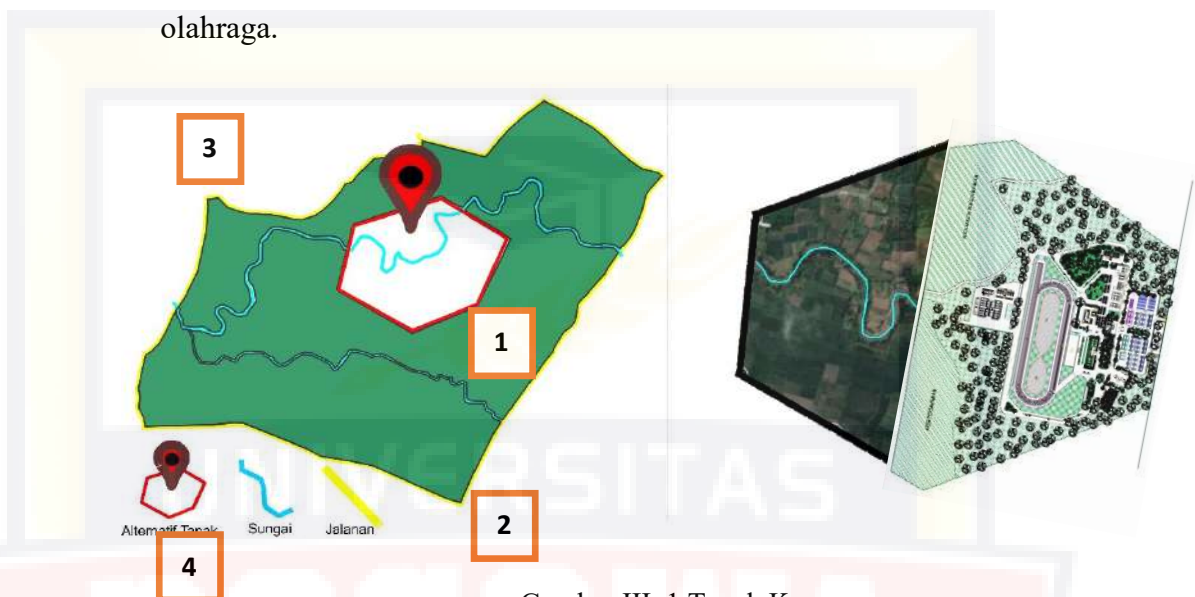 olahraga.
3
1
2
4
Alternatif Tapak
Sungai
Jalanan
UNIVERSITAS